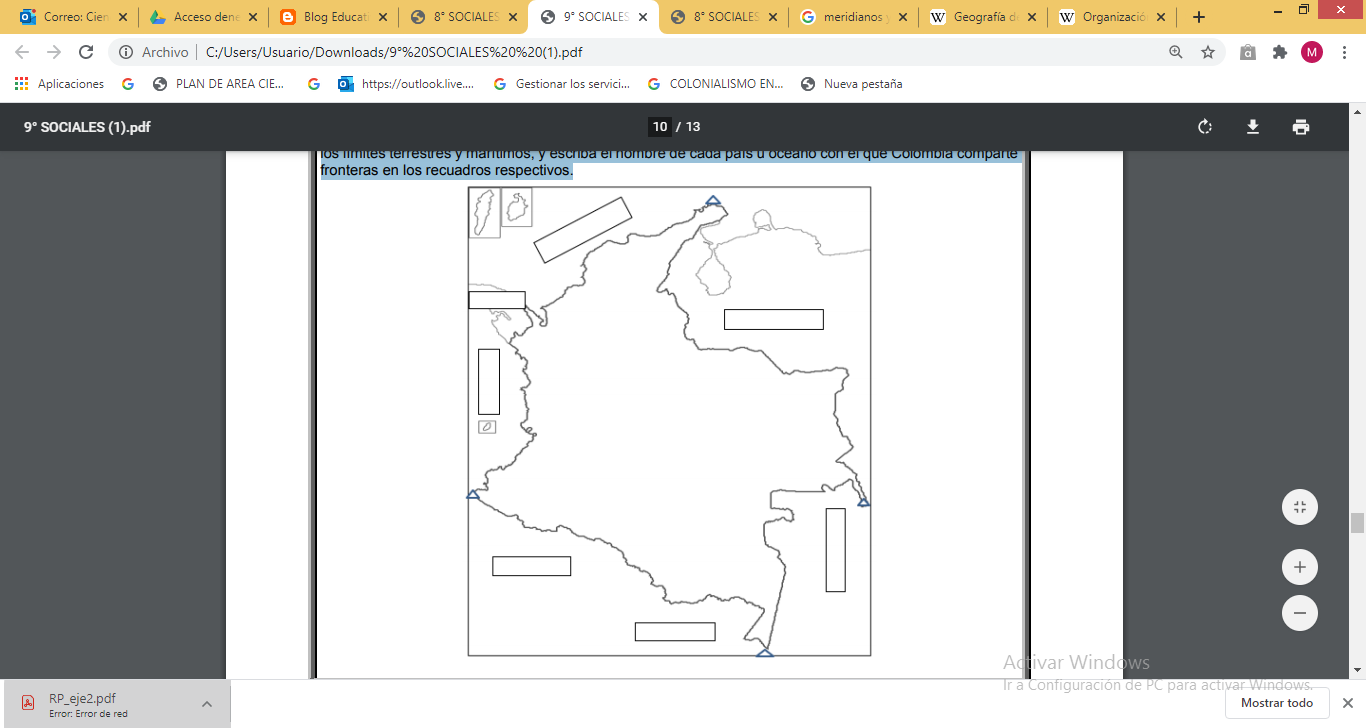 Correo: Cien
Acceso dene
Blog Educati
8° SOCIALES
9° SOCIALES
8° SOCIALES
meridianos y
Geografía d
Organizació
Archivo
C:/Users/Usuario/Downloads/9°%20SOCIALES%20%20(1).pdf
M
Aplicaciones
PLAN DE AREA CIE...
https://outlook.live....
Gestionar los servici...
COLONIALISMO EN...
Nueva pestaña
9° SOCIALES (1).pdf
10 / 13
los límites terrestres y marítimos, y escriba el nombre de cada país u océano con el que Colombia comparte
fronteras en los recuadros respectivos.
Activar Windows
Ir a Configuración de PC para activar Windows.
RP_eje2.pdf
Error: Error de red
Mostrar todo